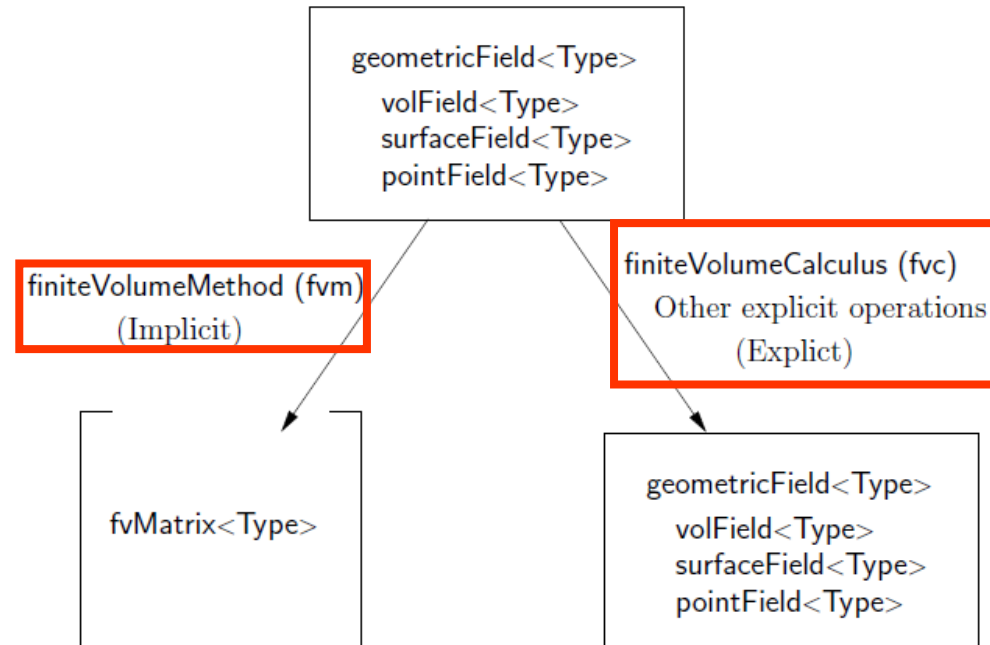 geometricField<Type>
volField<Type>
surfaceField<Type>
pointField<Type>
finiteVolumeMethod (fvm)
(Implicit)
finiteVolumeCalculus (fvc)
Other explicit operations
(Explict)
fvMatrix<Type>
geometricField<Type>
volField<Type>
surfaceField<Type>
pointField<Type>